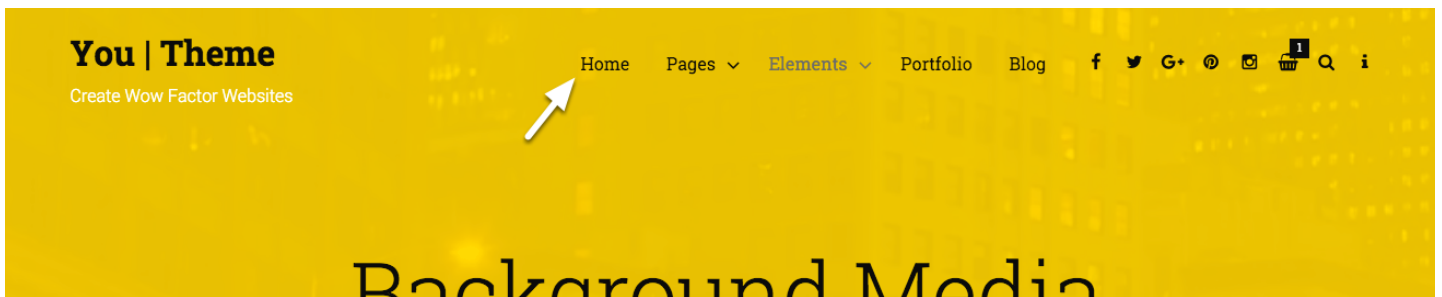 You | Theme
Create Wow Factor Websites
Home Pages Elements Portfolio Blog 1
Background Media